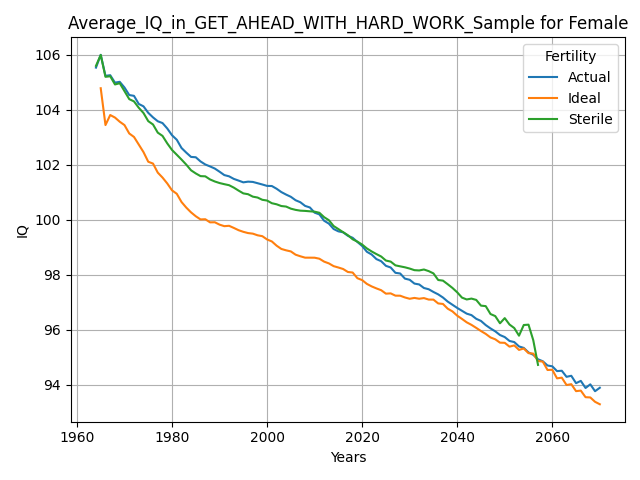 Average_IQ_in_GET_AHEAD_WITH_HARD_WORK_Sample for Female
Fertility
Actual
Ideal
Sterile
IQ
106
104
102
100
98
96
94
1960
1980
2000
2020
2040
2060
Years